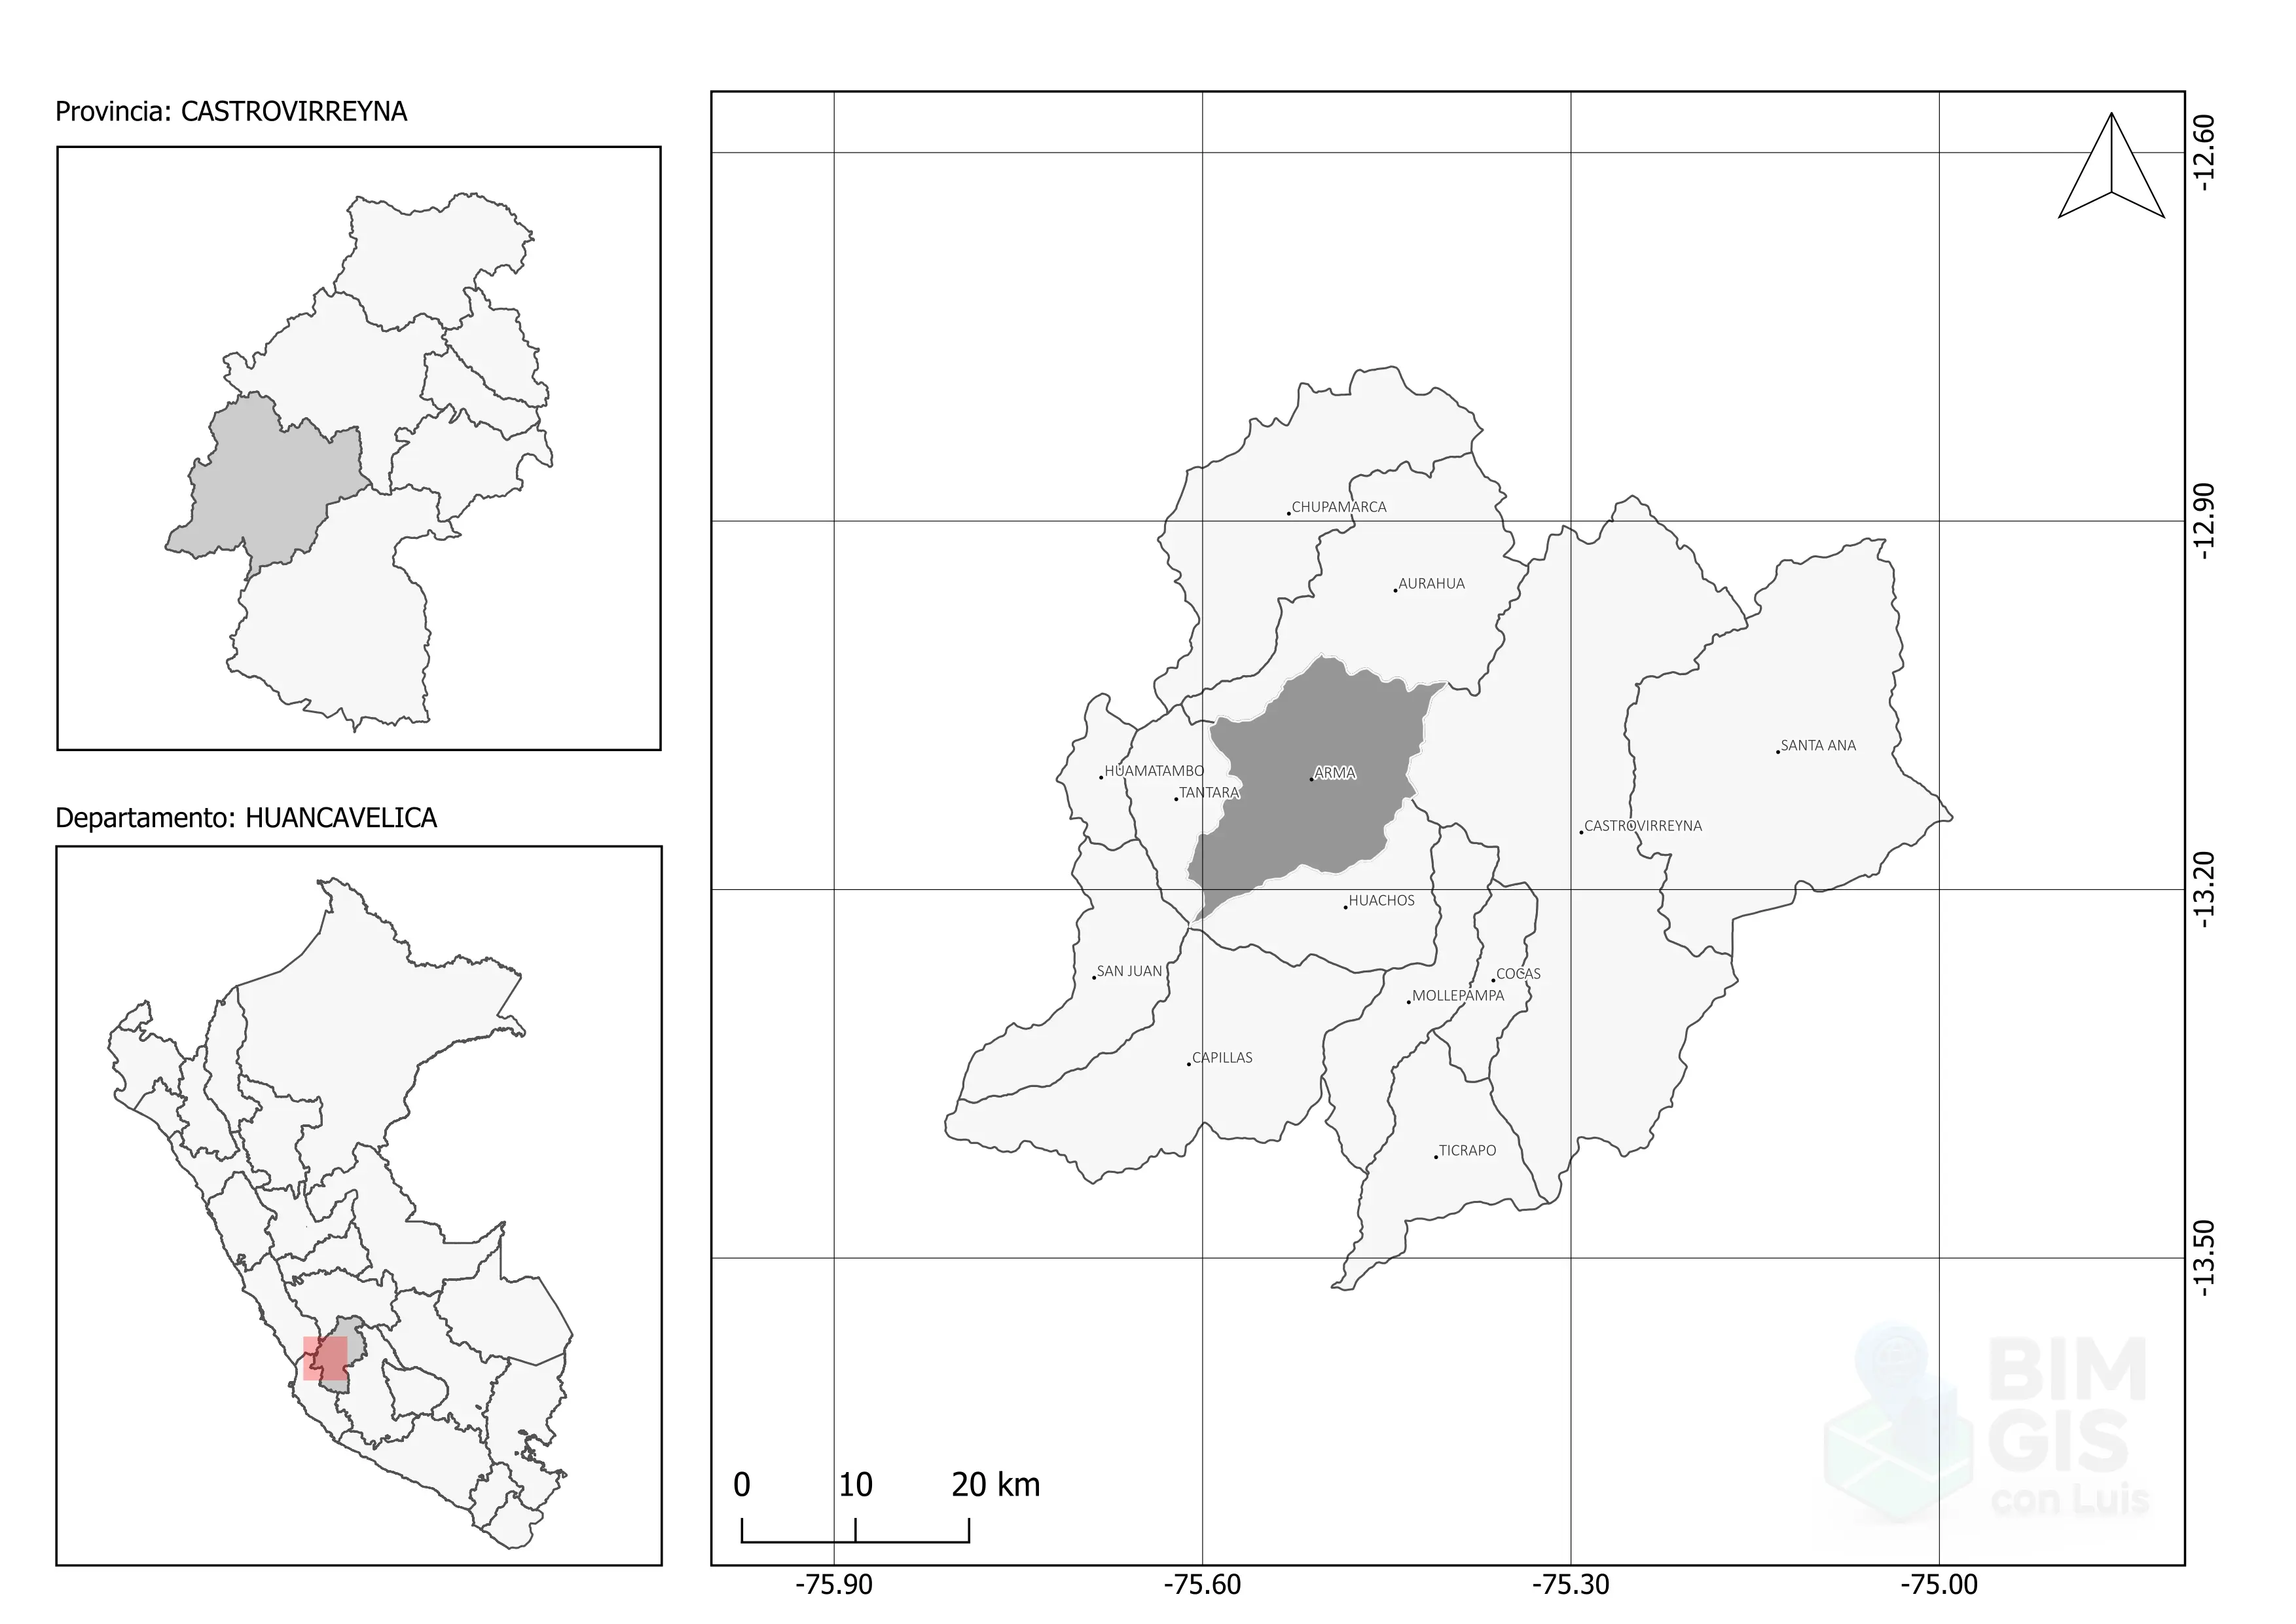 Provincia: CASTROVIRREYNA
Departamento: HUANCAVELICA
CHUPAMARCA
AURAHUA
SANTA ANA
HUAMATAMBO
ARMA
TANTARA
CASTROVIRREYNA
HUACHOS
SAN JUAN
COCAS
MOLLEPAMPA
CAPILLAS
TICRAPO
-12.60
-12.90
-13.20
-13.50
BIM
GIS
con Luis
0 10 20 km
-75.90 -75.60 -75.30 -75.00